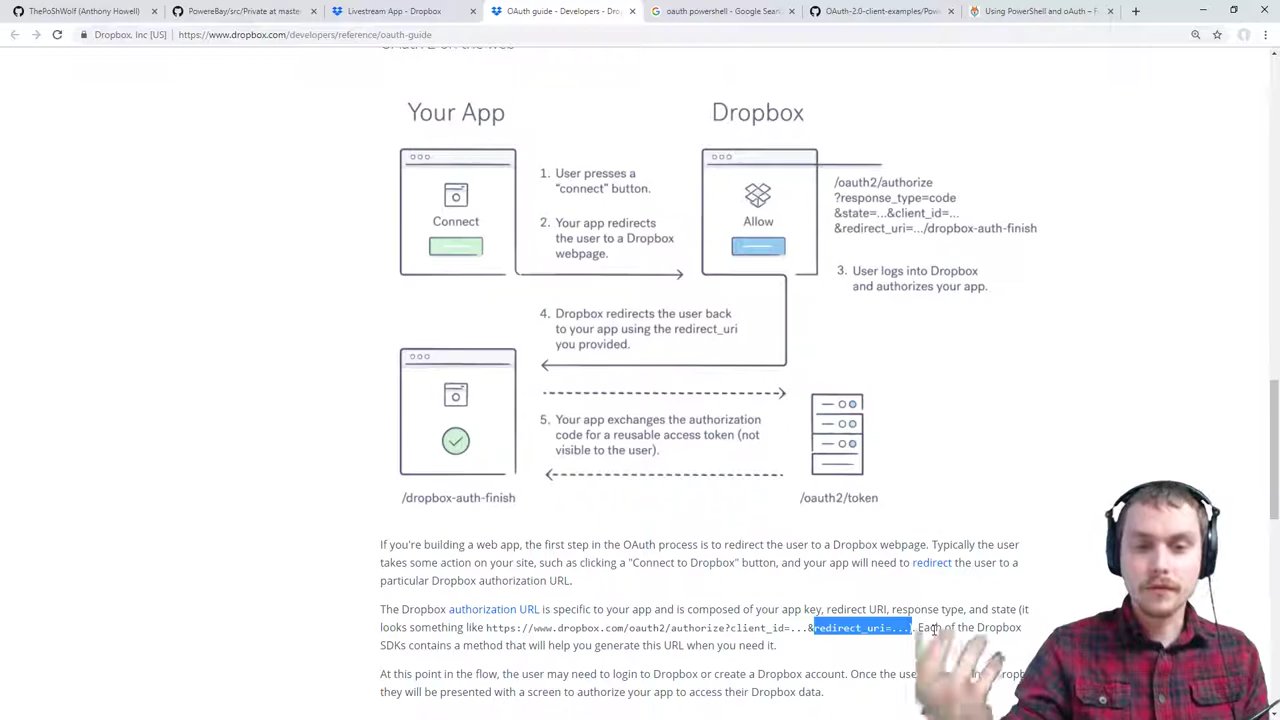 ThePoShWolf (Anthony Howell)
PowereBay/src/Private at master
Livestream App - Dropbox
OAuth guide - Developers - Dro
oauth powershell - Google Sear
OAuth-2.0-client-examples/Powe
Using PowerShell and oAuth – F
Dropbox, Inc [US]
https://www.dropbox.com/developers/reference/oauth-guide
OAuth 2 on the web
Your App
Dropbox
Connect
1. User presses a
"connect" button.
2. Your app redirects
the user to a Dropbox
webpage.
Allow
/oauth2/authorize
?response_type=code
&state=...&client_id=...
&redirect_uri=.../dropbox-auth-finish
3. User logs into Dropbox
and authorizes your app.
4. Dropbox redirects the user back
to your app using the redirect_uri
you provided.
5. Your app exchanges the authorization
code for a reusable access token (not
visible to the user).
/dropbox-auth-finish
/oauth2/token
If you're building a web app, the first step in the OAuth process is to redirect the user to a Dropbox webpage. Typically the user
takes some action on your site, such as clicking a "Connect to Dropbox" button, and your app will need to redirect the user to a
particular Dropbox authorization URL.
The Dropbox authorization URL is specific to your app and is composed of your app key, redirect URI, response type, and state (it
looks something like https://www.dropbox.com/oauth2/authorize?client_id=...&redirect_uri=...). Each of the Dropbox
SDKs contains a method that will help you generate this URL when you need it.
At this point in the flow, the user may need to login to Dropbox or create a Dropbox account. Once the use
they will be presented with a screen to authorize your app to access their Dropbox data.